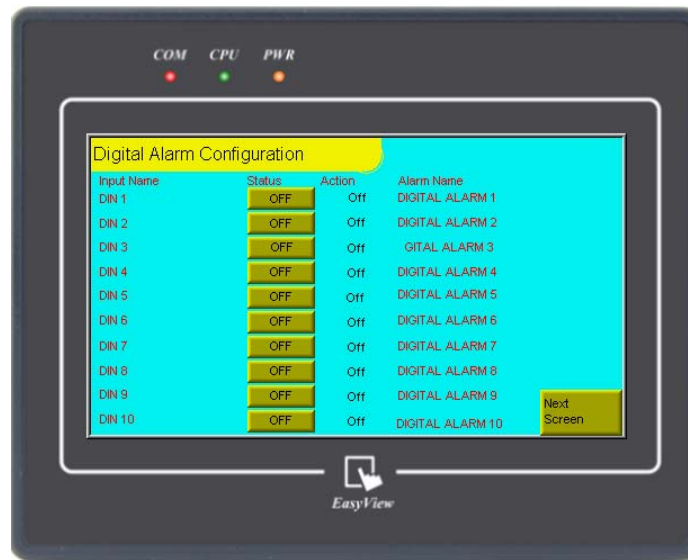 COM CPU PWR
Digital Alarm Configuration
Input Name Status Action Alarm Name
DIN 1 OFF Off DIGITAL ALARM 1
DIN 2 OFF Off DIGITAL ALARM 2
DIN 3 OFF Off GITAL ALARM 3
DIN 4 OFF Off DIGITAL ALARM 4
DIN 5 OFF Off DIGITAL ALARM 5
DIN 6 OFF Off DIGITAL ALARM 6
DIN 7 OFF Off DIGITAL ALARM 7
DIN 8 OFF Off DIGITAL ALARM 8
DIN 9 OFF Off DIGITAL ALARM 9
DIN 10 OFF Off DIGITAL ALARM 10
Next
Screen
EasyView